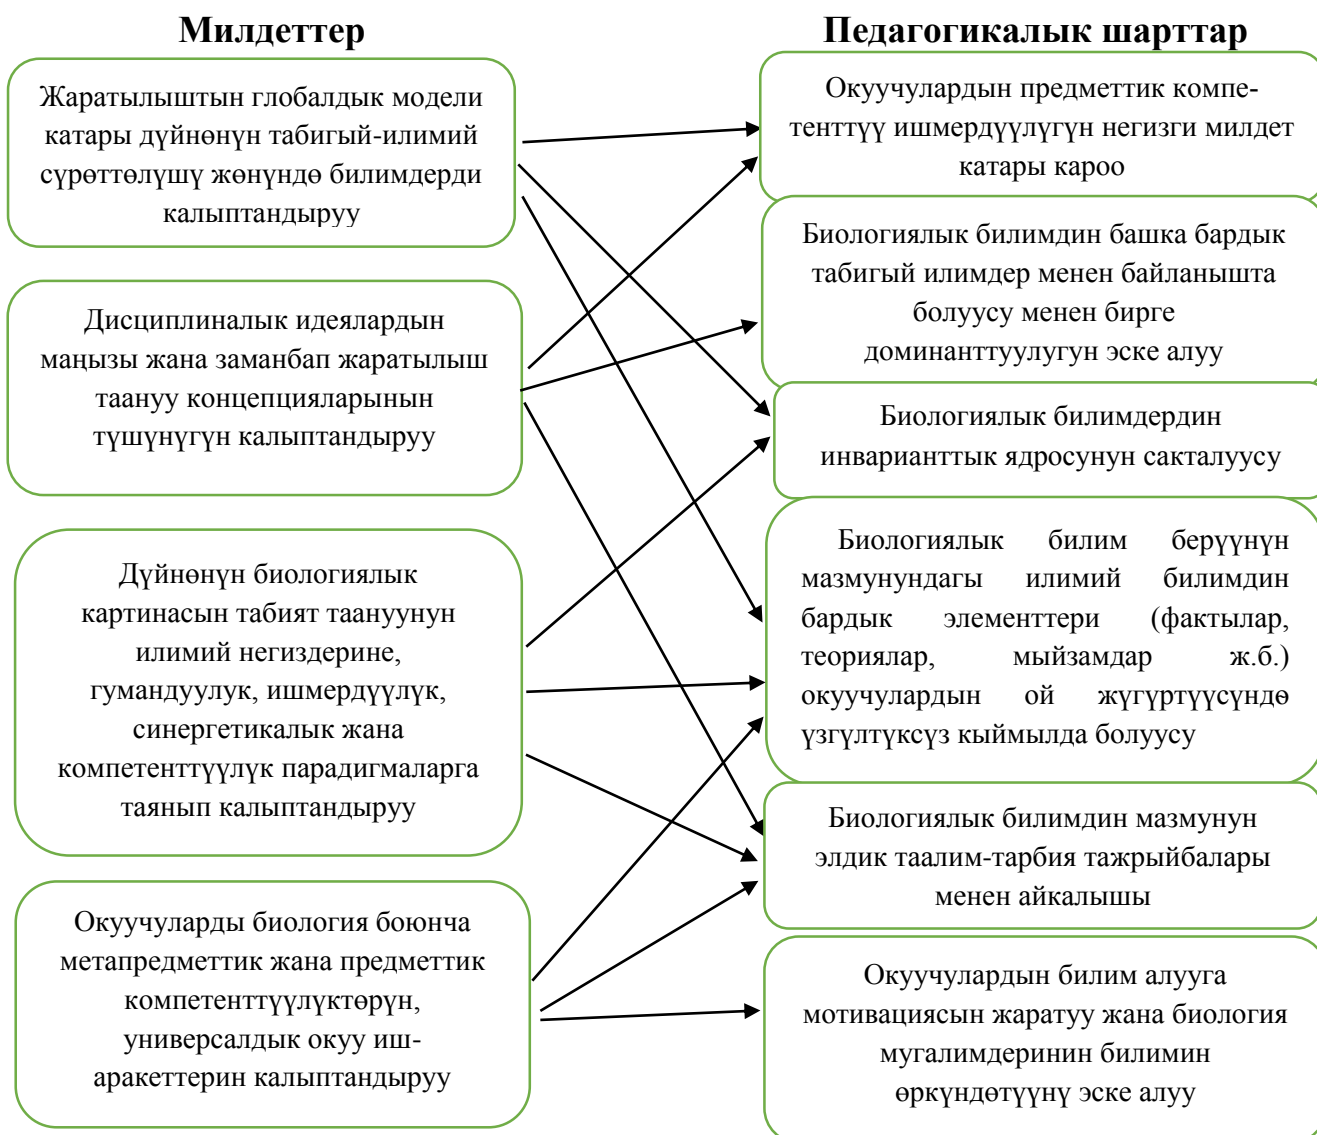 Милдеттер
Жаратылыштын глобалдык модели
катары дүйнөнүн табигый-илимий
сүрөттөлүшү жөнүндө билимдерди
калыптандыруу
Дисциплиналык идеялардын
маңызы жана заманбап жаратылыш
таануу концепцияларынын
түшүнүгүн калыптандыруу
Дүйнөнүн биологиялык
картинасын табият таануунун
илимий негиздерине,
гумандуулук, ишмердүүлүк,
синергетикалык жана
компетенттүүлүк парадигмаларга
таянып калыптандыруу
Окуучуларды биология боюнча
метапредметтик жана предметтик
компетенттүүлүктөрүн,
универсалдык окуу иш-
аракеттерин калыптандыруу
Педагогикалык шарттар
Окуучулардын предметтик компе-
тенттүү ишмердүүлүгүн негизги милдет
катары кароо
Биологиялык билимдин башка бардык
табигый илимдер менен байланышта
болуусу менен бирге
доминанттуулугун эске алуу
Биологиялык билимдердин
инварианттык ядросунун сакталуусу
Биологиялык билим берүүнүн
мазмунундагы илимий билимдин
бардык элементтери (фактылар,
теориялар, мыйзамдар ж.б.)
окуучулардын ой жүгүртүүсүндө
үзгүлтүксүз кыймылда болуусу
Биологиялык билимдин мазмунун
элдик таалим-тарбия тажрыйбалары
менен айкалышы
Окуучулардын билим алууга
мотивациясын жаратуу жана биология
мугалимдеринин билимин
өркүндөтүүнү эске алуу